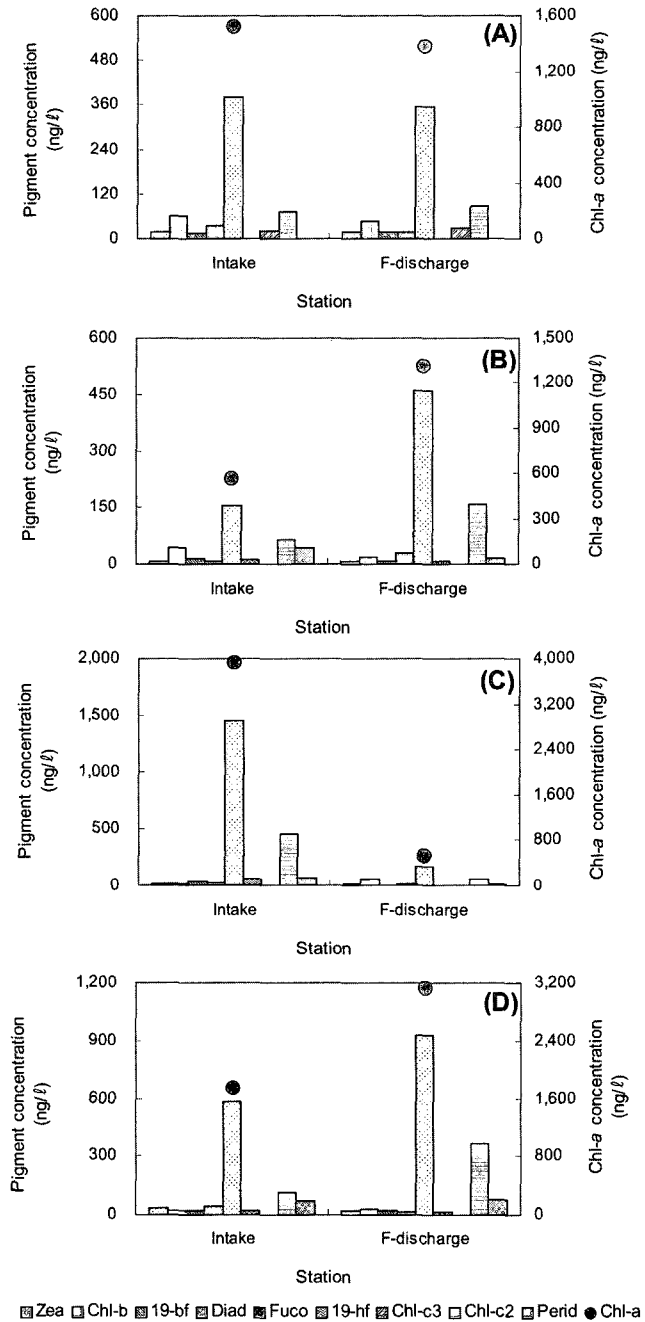 (A)
600
480
360
240
120
0
Pigment concentration
(ng/ℓ)
1,600
1,200
800
400
0
Chl-a concentration (ng/ℓ)
Intake
F-discharge
Station
(B)
600
450
300
150
0
Pigment concentration
(ng/ℓ)
1,500
1,200
900
600
300
0
Chl-a concentration (ng/ℓ)
Intake
F-discharge
Station
(C)
2,000
1,500
1,000
500
0
Pigment concentration
(ng/ℓ)
4,000
3,200
2,400
1,600
800
0
Chl-a concentration (ng/ℓ)
Intake
F-discharge
Station
(D)
1,200
900
600
300
0
Pigment concentration
(ng/ℓ)
3,200
2,400
1,600
800
0
Chl-a concentration
(ng/ℓ)
Intake
F-discharge
Station
Zea Chl-b 19-bf Diad Fuco 19-hf Chl-c3 Chl-c2 Perid Chl-a